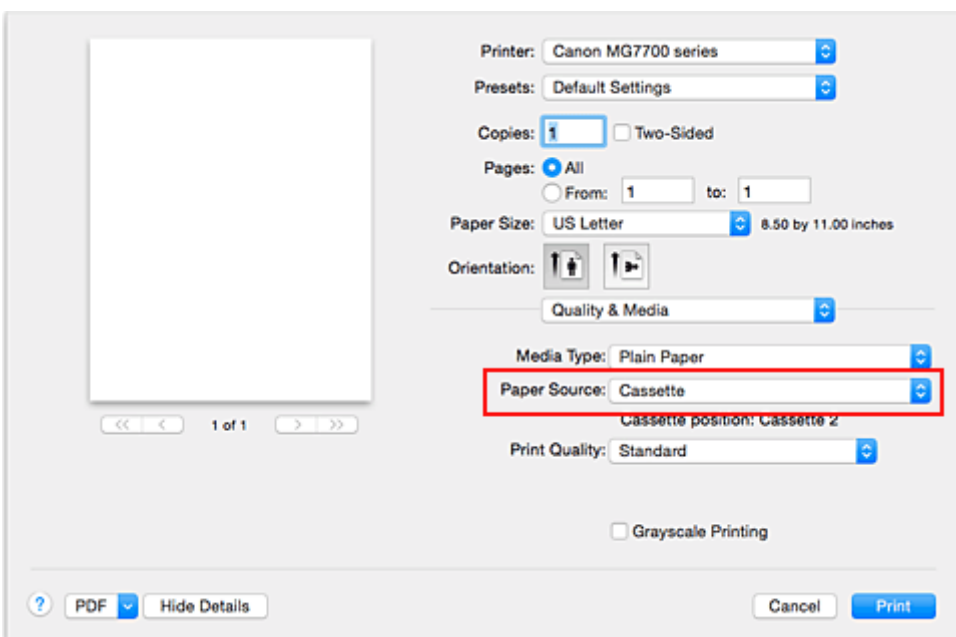 Printer: Canon MG7700 series
Presets: Default Settings
Copies: 1 Two-Sided
Pages: All
From: 1 to: 1
Paper Size: US Letter 8.50 by 11.00 inches
Orientation:
Quality & Media
Media Type: Plain Paper
Paper Source: Cassette
Cassette position: Cassette 2
<< < 1 of 1 > >>
Print Quality: Standard
Grayscale Printing
? PDF Hide Details Cancel Print